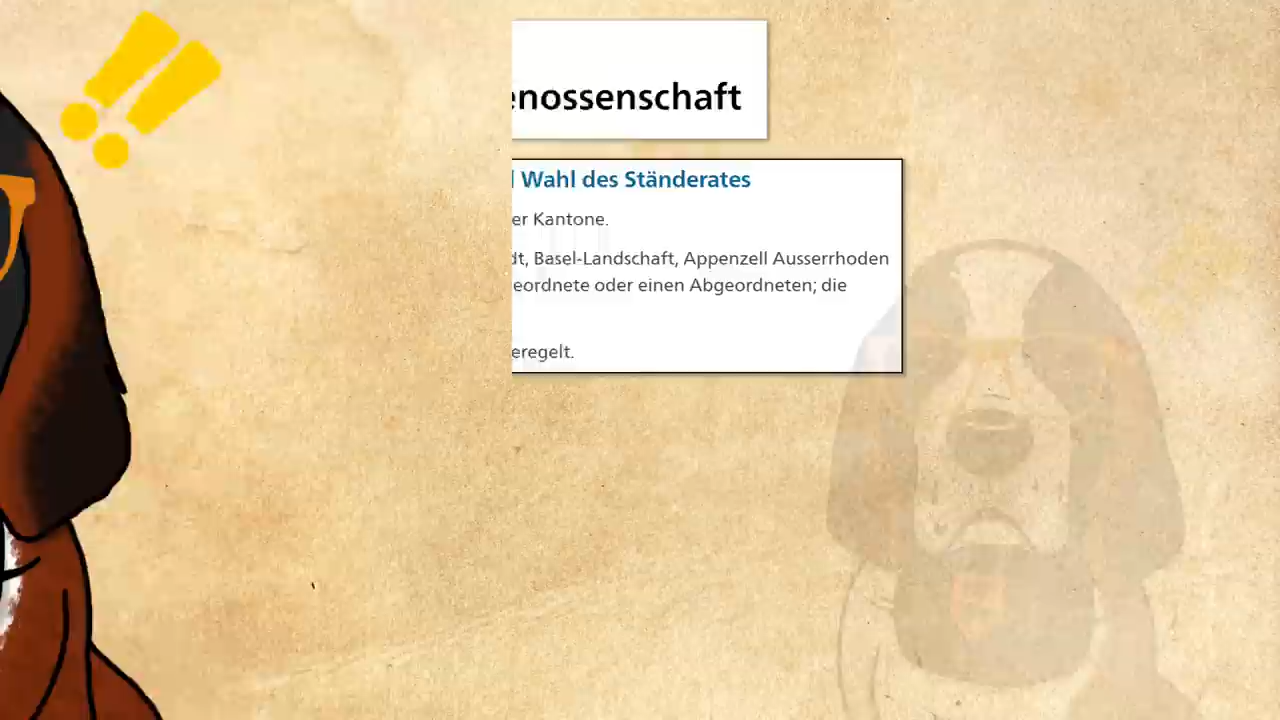 enossenschaft
Wahl des Ständerates
er Kantone.
dt, Basel-Landschaft, Appenzell Ausserrhoden
eordnete oder einen Abgeordneten; die
eregelt.